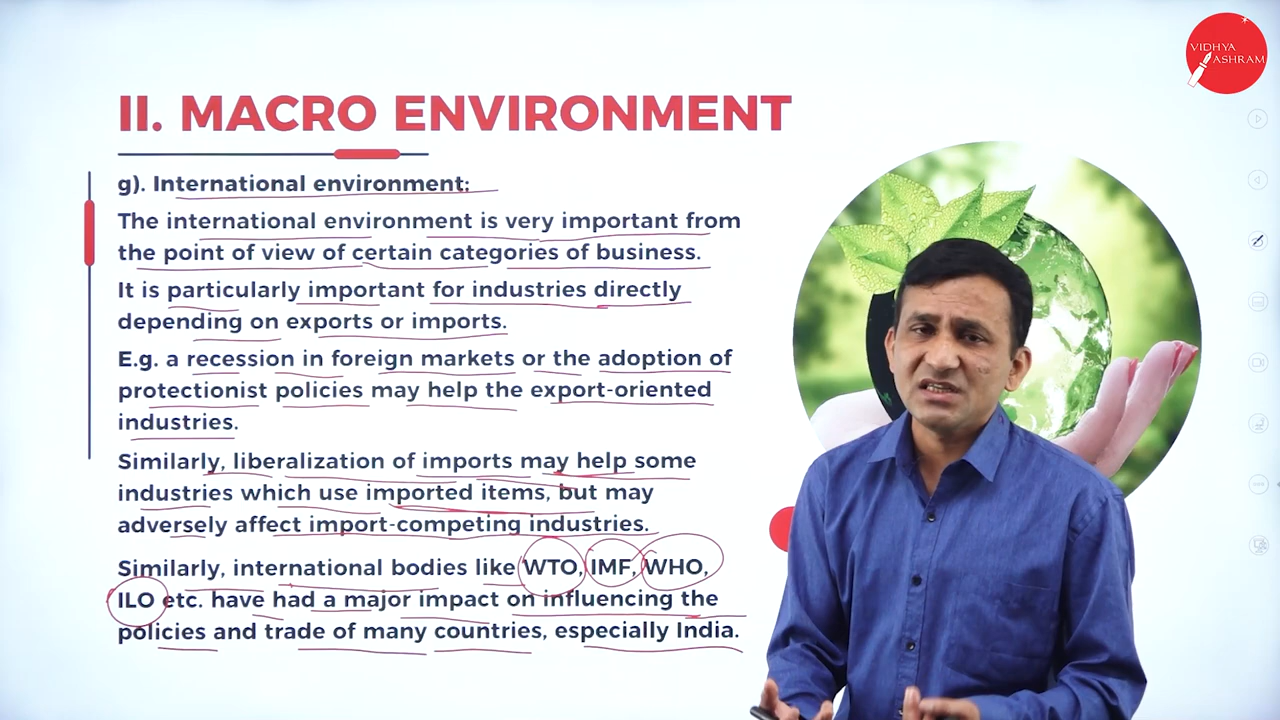 VIDHYA
ASHRAM
II. MACRO ENVIRONMENT
g). International environment:
The international environment is very important from
the point of view of certain categories of business.
It is particularly important for industries directly
depending on exports or imports.
E.g. a recession in foreign markets or the adoption of
protectionist policies may help the export-oriented
industries.
Similarly, liberalization of imports may help some
industries which use imported items, but may
adversely affect import-competing industries.
Similarly, international bodies like WTO, IMF, WHO,
ILO etc. have had a major impact on influencing the
policies and trade of many countries, especially India.